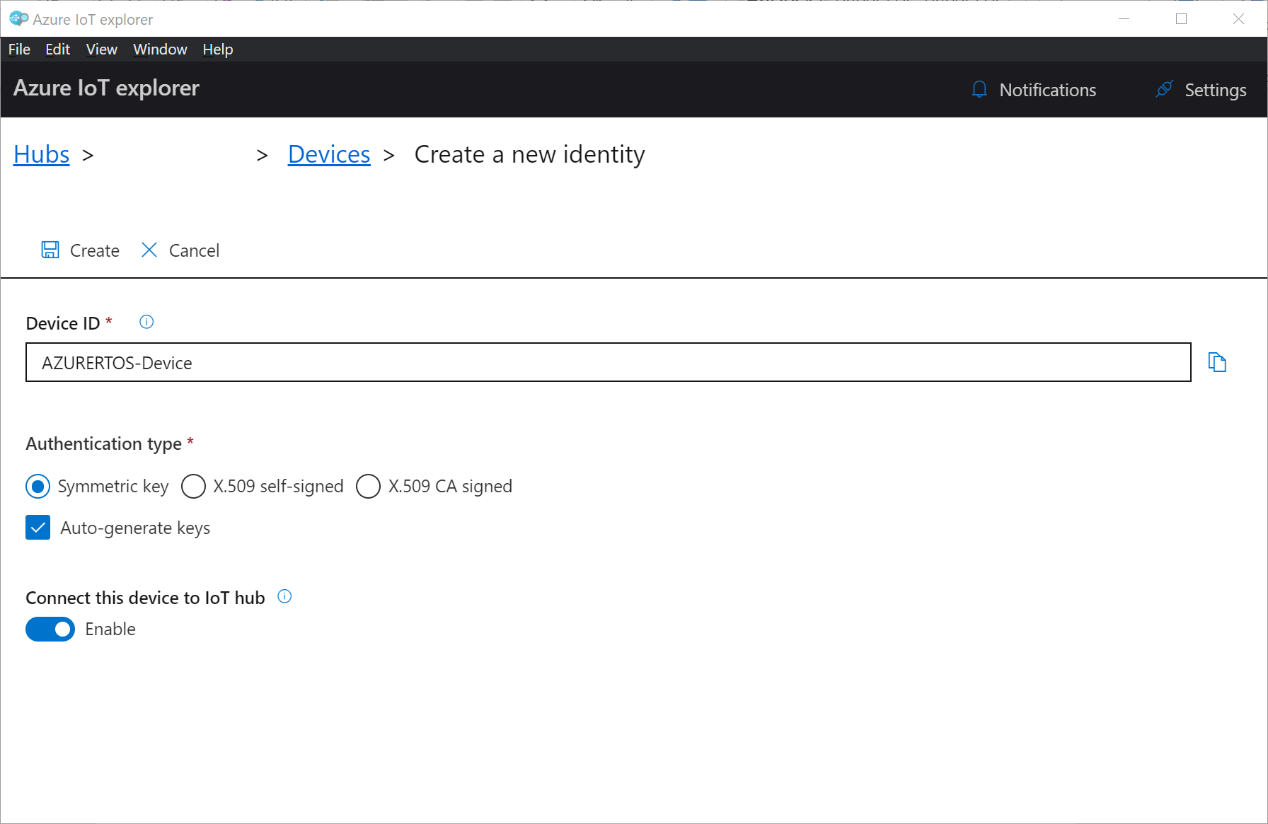 Azure IoT explorer
File Edit View Window Help
Azure IoT explorer Notifications Settings
Hubs > > Devices > Create a new identity
Create Cancel
Device ID *
AZURERTOS-Device
Authentication type *
Symmetric key X.509 self-signed X.509 CA signed
Auto-generate keys
Connect this device to IoT hub
Enable